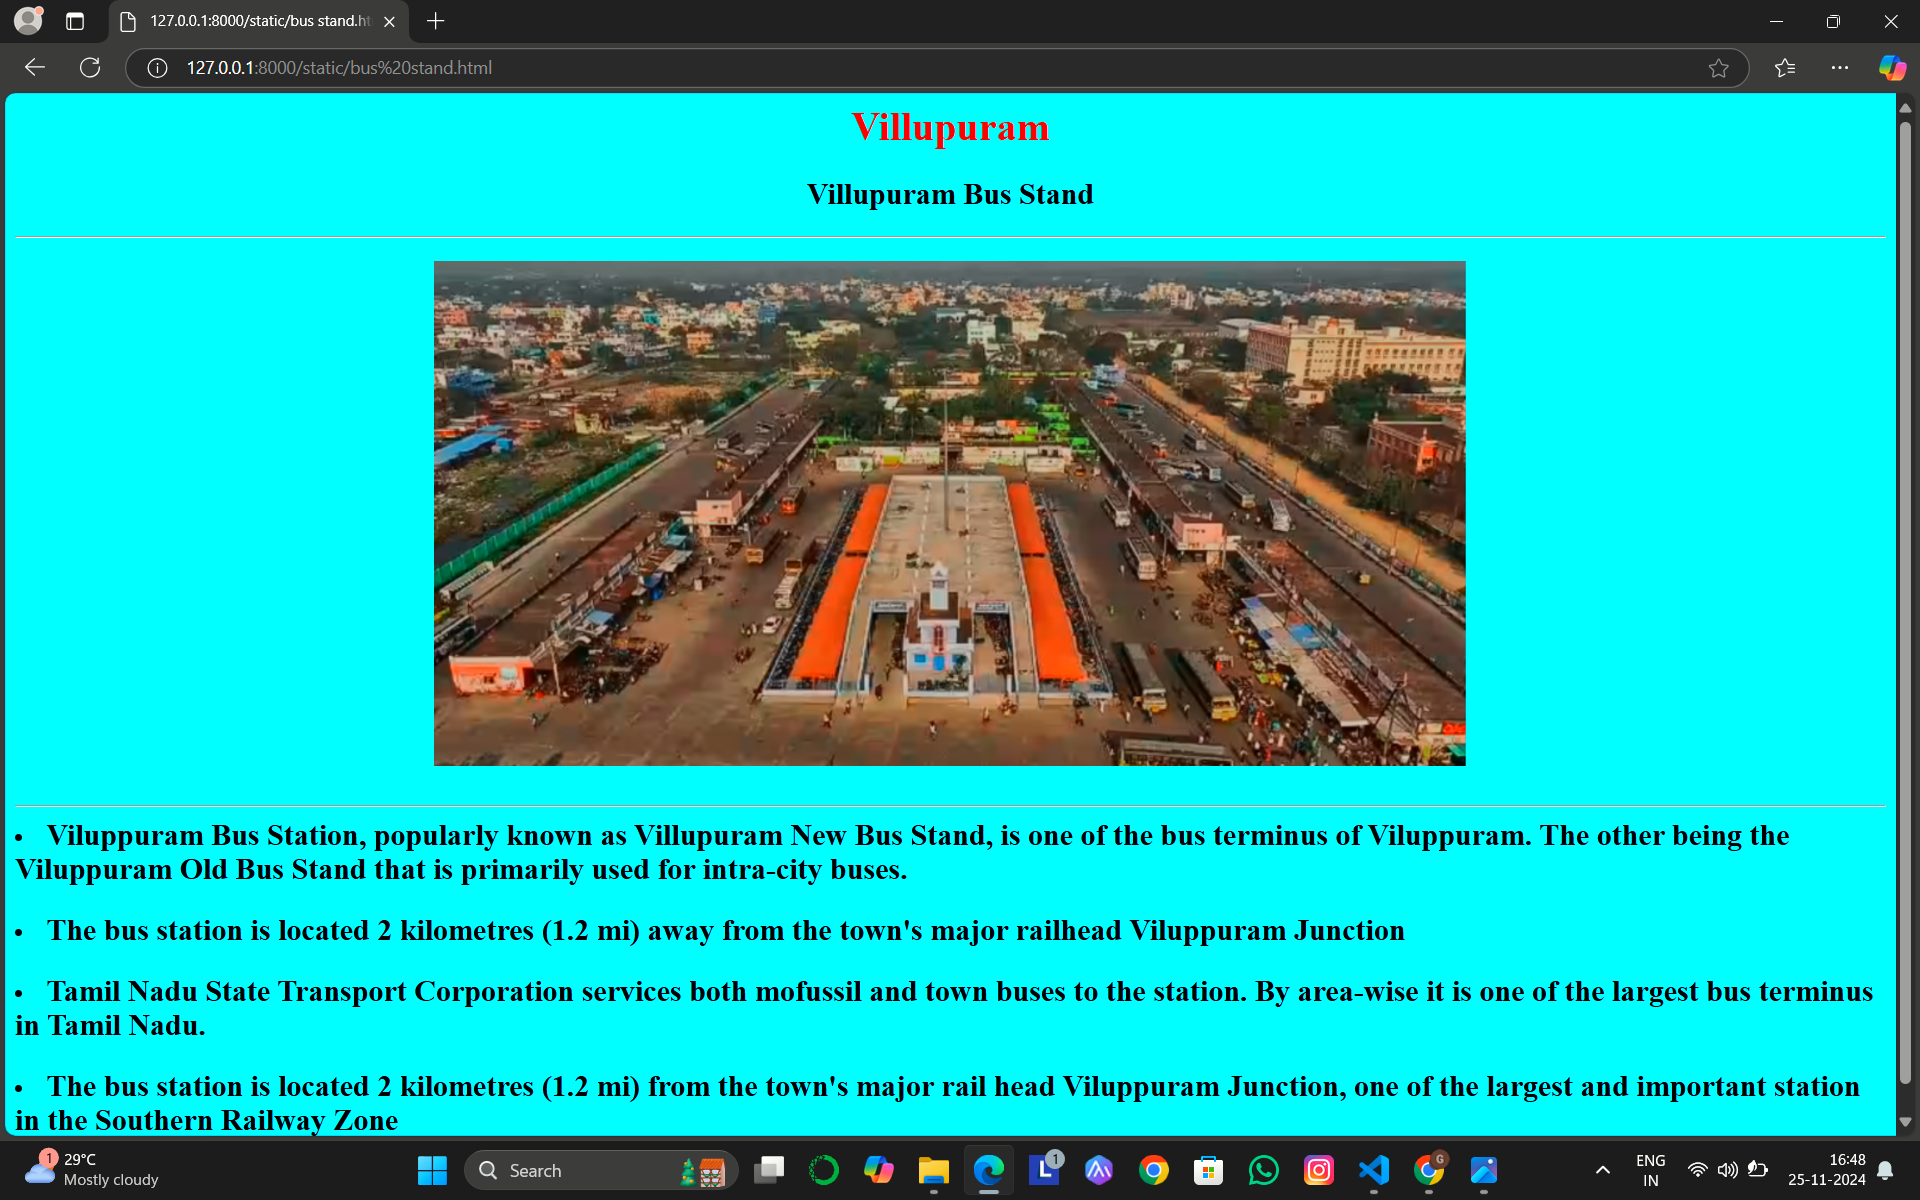 127.0.0.1:8000/static/bus stand.ht
127.0.0.1:8000/static/bus%20stand.html
Villupuram
Villupuram Bus Stand
• Viluppuram Bus Station, popularly known as Villupuram New Bus Stand, is one of the bus terminus of Viluppuram. The other being the
Viluppuram Old Bus Stand that is primarily used for intra-city buses.
• The bus station is located 2 kilometres (1.2 mi) away from the town's major railhead Viluppuram Junction
• Tamil Nadu State Transport Corporation services both mofussil and town buses to the station. By area-wise it is one of the largest bus terminus
in Tamil Nadu.
• The bus station is located 2 kilometres (1.2 mi) from the town's major rail head Viluppuram Junction, one of the largest and important station
in the Southern Railway Zone
1
29°C
Mostly cloudy
Search
L
1
G
ENG
IN
16:48
25-11-2024